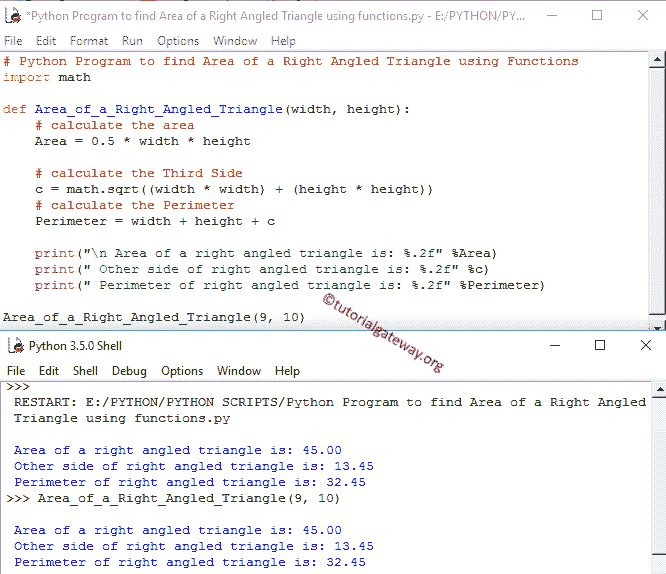 *Python Program to find Area of a Right Angled Triangle using functions.py - E:/PYTHON/PY...
File Edit Format Run Options Window Help
# Python Program to find Area of a Right Angled Triangle using Functions
import math

def Area_of_a_Right_Angled_Triangle(width, height):
    # calculate the area
    Area = 0.5 * width * height

    # calculate the Third Side
    c = math.sqrt((width * width) + (height * height))
    # calculate the Perimeter
    Perimeter = width + height + c

    print("\n Area of a right angled triangle is: %.2f" %Area)
    print(" Other side of right angled triangle is: %.2f" %c)
    print(" Perimeter of right angled triangle is: %.2f" %Perimeter)

Area_of_a_Right_Angled_Triangle(9, 10)
©tutorialgateway.org
Python 3.5.0 Shell
File Edit Shell Debug Options Window Help
>>>
 RESTART: E:/PYTHON/PYTHON SCRIPTS/Python Program to find Area of a Right Angled
 Triangle using functions.py

 Area of a right angled triangle is: 45.00
 Other side of right angled triangle is: 13.45
 Perimeter of right angled triangle is: 32.45
>>> Area_of_a_Right_Angled_Triangle(9, 10)

 Area of a right angled triangle is: 45.00
 Other side of right angled triangle is: 13.45
 Perimeter of right angled triangle is: 32.45